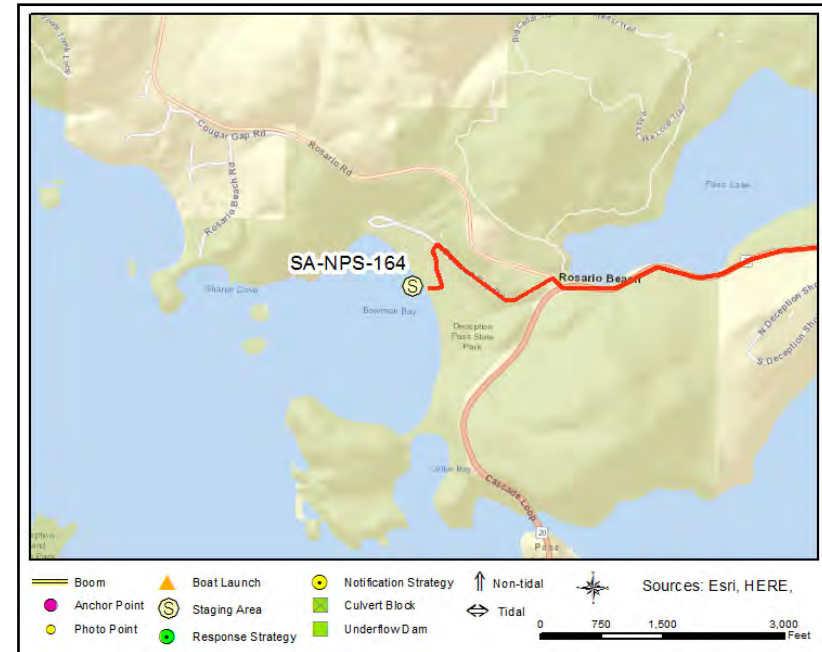 Cougar Gap Rd
Rosario Rd
Rosario Beach Rd
Pass Lake
SA-NPS-164
Rosario Beach
Sharpe Cove
Bowman Bay
Deception
Pass State
Park
N Deception Sho
S Deception Sho
Lottie Bay
Cascade Loop
20
Pass
Boom
Boat Launch
Notification Strategy
Non-tidal
Sources: Esri, HERE,
Anchor Point
S
Staging Area
Culvert Block
Tidal
Photo Point
Response Strategy
Underflow Dam
0 750 1,500 3,000
Feet